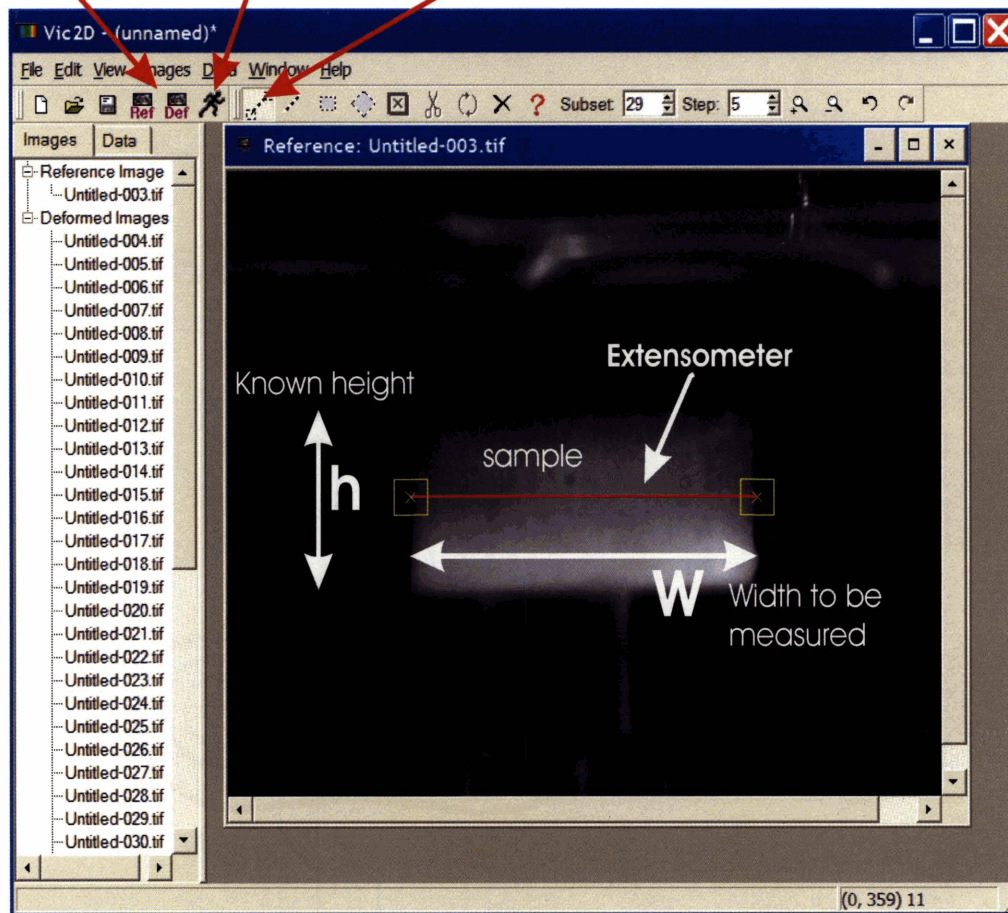 Vic2D - (unnamed)*
File Edit View Images Data Window Help
Ref Def Subset: 29 Step: 5
Images Data
Reference: Untitled-003.tif
Reference Image
Untitled-003.tif
Deformed Images
Untitled-004.tif
Untitled-005.tif
Untitled-006.tif
Untitled-007.tif
Untitled-008.tif
Untitled-009.tif
Untitled-010.tif
Untitled-011.tif
Untitled-012.tif
Untitled-013.tif
Untitled-014.tif
Untitled-015.tif
Untitled-016.tif
Untitled-017.tif
Untitled-018.tif
Untitled-019.tif
Untitled-020.tif
Untitled-021.tif
Untitled-022.tif
Untitled-023.tif
Untitled-024.tif
Untitled-025.tif
Untitled-026.tif
Untitled-027.tif
Untitled-028.tif
Untitled-029.tif
Untitled-030.tif
Extensometer
Known height
sample
h
W
Width to be
measured
(0, 359) 11